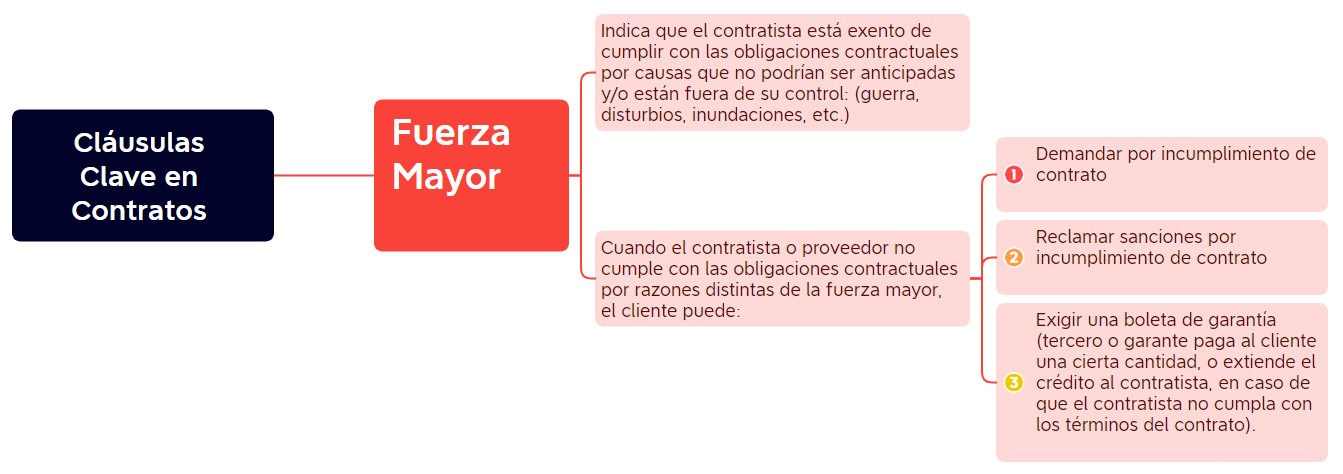 Cláusulas
Clave en
Contratos
Fuerza
Mayor
Indica que el contratista está exento de
cumplir con las obligaciones contractuales
por causas que no podrían ser anticipadas
y/o están fuera de su control: (guerra,
disturbios, inundaciones, etc.)
Cuando el contratista o proveedor no
cumple con las obligaciones contractuales
por razones distintas de la fuerza mayor,
el cliente puede:
1
Demandar por incumplimiento de
contrato
2
Reclamar sanciones por
incumplimiento de contrato
3
Exigir una boleta de garantía
(tercero o garante paga al cliente
una cierta cantidad, o extiende el
crédito al contratista, en caso de
que el contratista no cumpla con
los términos del contrato).